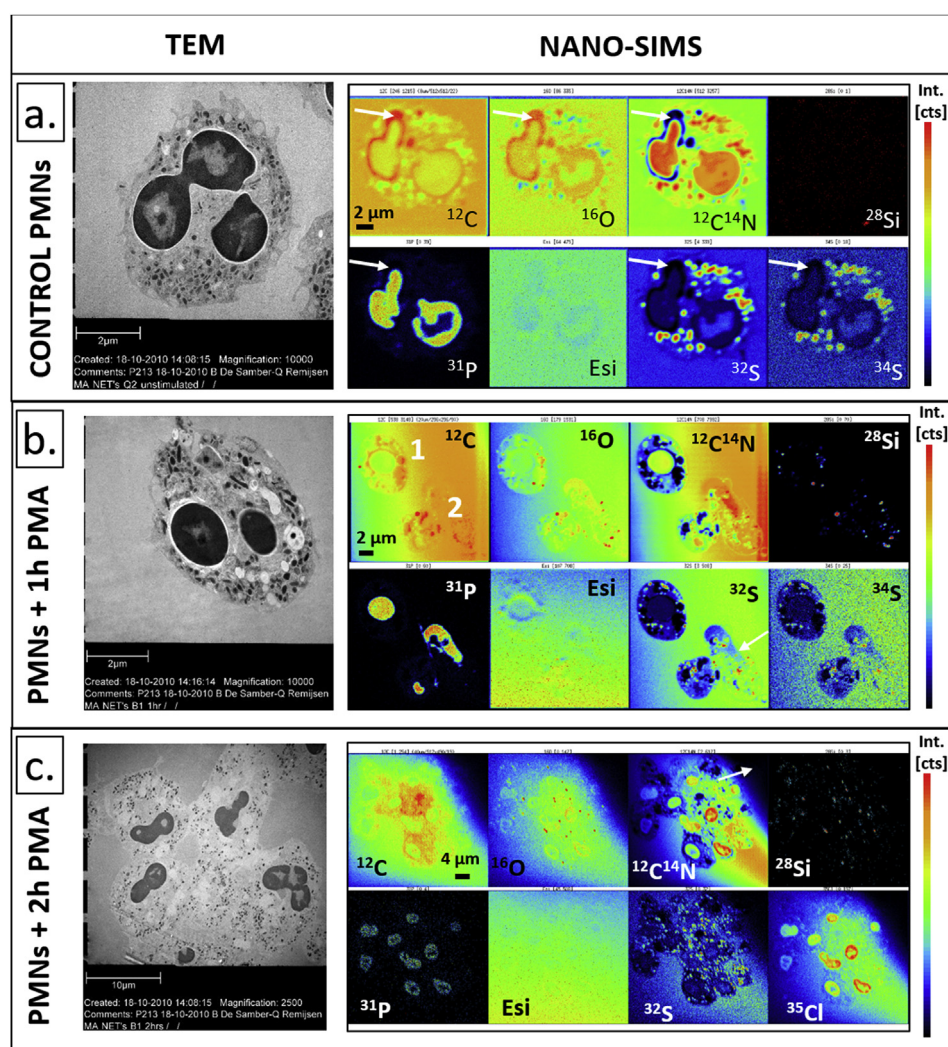 TEM
NANO-SIMS
a.
CONTROL PMNs
2µm
Created: 18-10-2010 14:08:15 Magnification: 10000
Comments: P213 18-10-2010 B De Samber-Q Remijsen
MA NET's Q2 unstimulated / /
Int.
[cts]
2 µm
12C
16O
12C14N
28Si
31P
Esi
32S
34S
b.
PMNs + 1h PMA
2µm
Created: 18-10-2010 14:16:14 Magnification: 10000
Comments: P213 18-10-2010 B De Samber-Q Remijsen
MA NET's B1 1hr / /
Int.
[cts]
1
2
2 µm
12C
16O
12C14N
28Si
31P
Esi
32S
34S
c.
PMNs + 2h PMA
10µm
Created: 18-10-2010 14:08:15 Magnification: 2500
Comments: P213 18-10-2010 B De Samber-Q Remijsen
MA NET's B1 2hrs / /
Int.
[cts]
12C
4 µm
16O
12C14N
28Si
31P
Esi
32S
35Cl